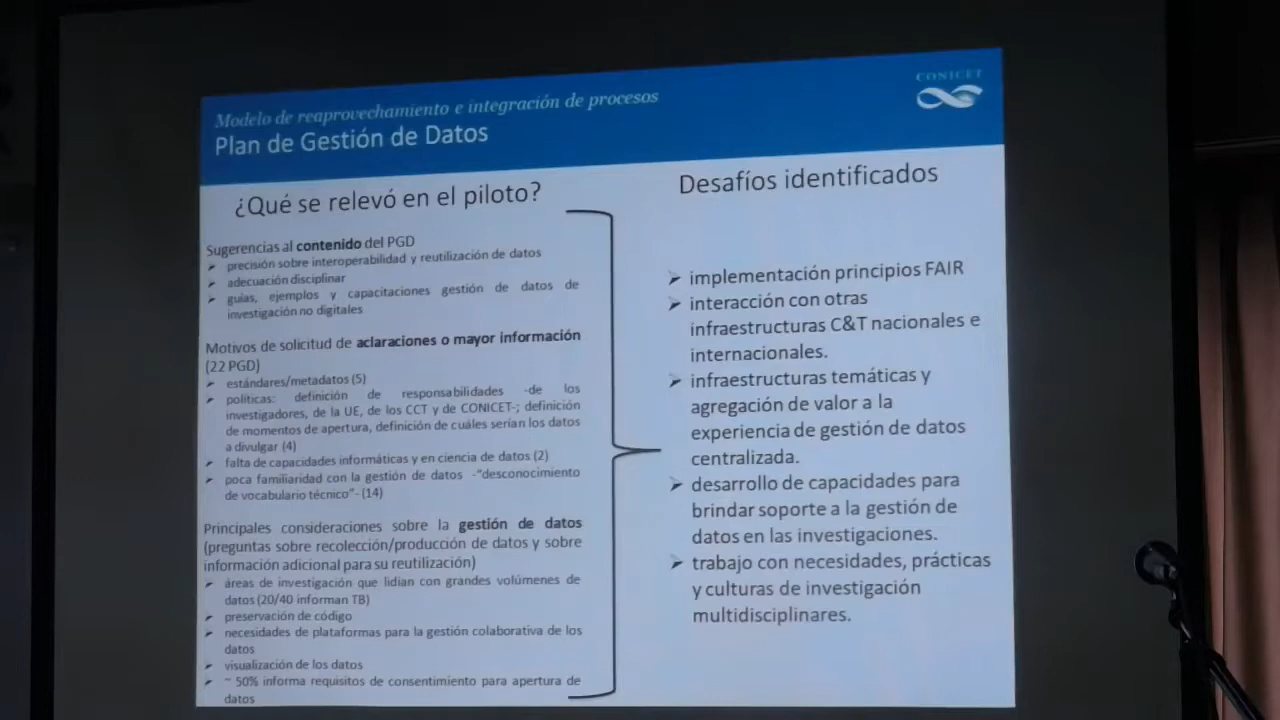 CONICET
Modelo de reaprovechamiento e integración de procesos
Plan de Gestión de Datos
¿Qué se relevó en el piloto?
Sugerencias al contenido del PGD
➤ precisión sobre interoperabilidad y reutilización de datos
➤ adecuación disciplinar
➤ guías, ejemplos y capacitaciones gestión de datos de
investigación no digitales
Motivos de solicitud de aclaraciones o mayor información
(22 PGD)
➤ estándares/metadatos (5)
➤ políticas: definición de responsabilidades -de los
investigadores, de la UE, de los CCT y de CONICET-; definición
de momentos de apertura, definición de cuáles serían los datos
a divulgar (4)
➤ falta de capacidades informáticas y en ciencia de datos (2)
➤ poca familiaridad con la gestión de datos -“desconocimiento
de vocabulario técnico”- (14)
Principales consideraciones sobre la gestión de datos
(preguntas sobre recolección/producción de datos y sobre
información adicional para su reutilización)
➤ áreas de investigación que lidian con grandes volúmenes de
datos (20/40 informan TB)
➤ preservación de código
➤ necesidades de plataformas para la gestión colaborativa de los
datos
➤ visualización de los datos
➤ ~ 50% informa requisitos de consentimiento para apertura de
datos
Desafíos identificados
➤ implementación principios FAIR
➤ interacción con otras
infraestructuras C&T nacionales e
internacionales.
➤ infraestructuras temáticas y
agregación de valor a la
experiencia de gestión de datos
centralizada.
➤ desarrollo de capacidades para
brindar soporte a la gestión de
datos en las investigaciones.
➤ trabajo con necesidades, prácticas
y culturas de investigación
multidisciplinares.